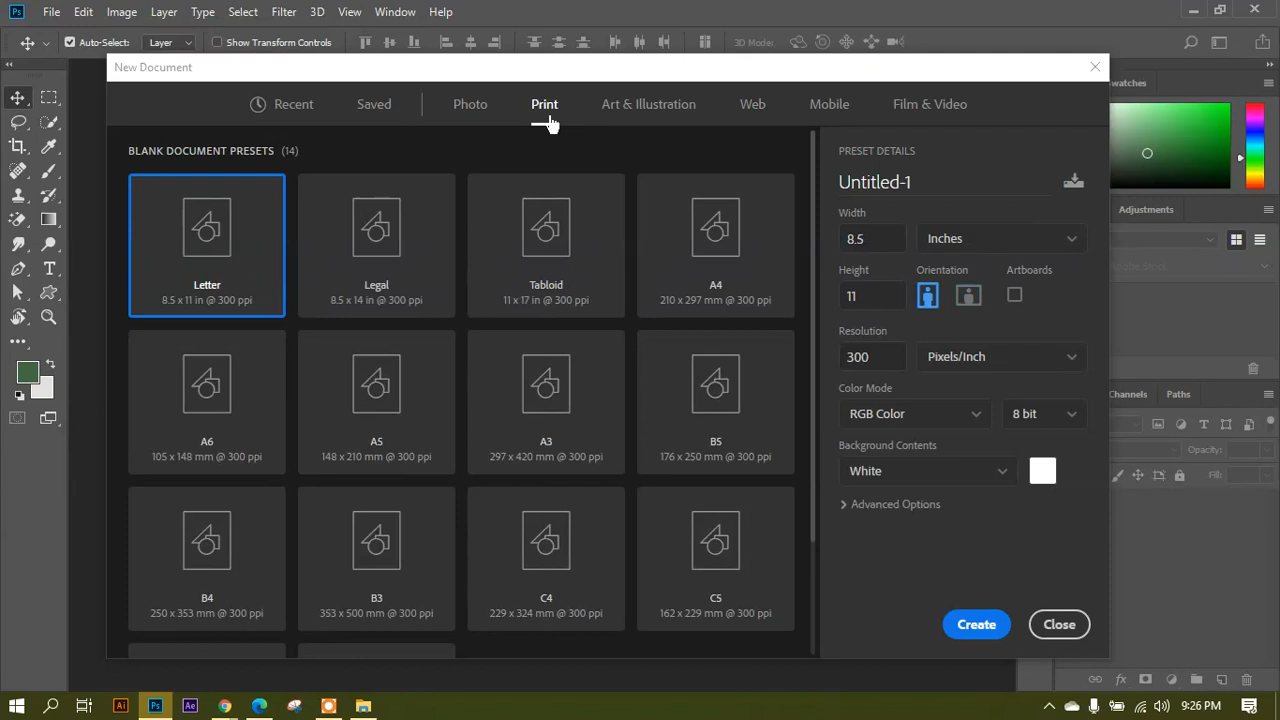 Ps File Edit Image Layer Type Select Filter 3D View Window Help
Auto-Select: Layer Show Transform Controls 3D Mode:
New Document
Recent Saved Photo Print Art & Illustration Web Mobile Film & Video
watches
BLANK DOCUMENT PRESETS (14)
Letter
8.5 x 11 in @ 300 ppi
Legal
8.5 x 14 in @ 300 ppi
Tabloid
11 x 17 in @ 300 ppi
A4
210 x 297 mm @ 300 ppi
A6
105 x 148 mm @ 300 ppi
A5
148 x 210 mm @ 300 ppi
A3
297 x 420 mm @ 300 ppi
B5
176 x 250 mm @ 300 ppi
B4
250 x 353 mm @ 300 ppi
B3
353 x 500 mm @ 300 ppi
C4
229 x 324 mm @ 300 ppi
C5
162 x 229 mm @ 300 ppi
PRESET DETAILS
Untitled-1
Width
8.5 Inches
Height Orientation Artboards
11
Resolution
300 Pixels/Inch
Color Mode
RGB Color 8 bit
Background Contents
White
Advanced Options
Create Close
Adjustments
hannels Paths
Opacity:
Fill:
fx
Ai Ps Ae 9:26 PM